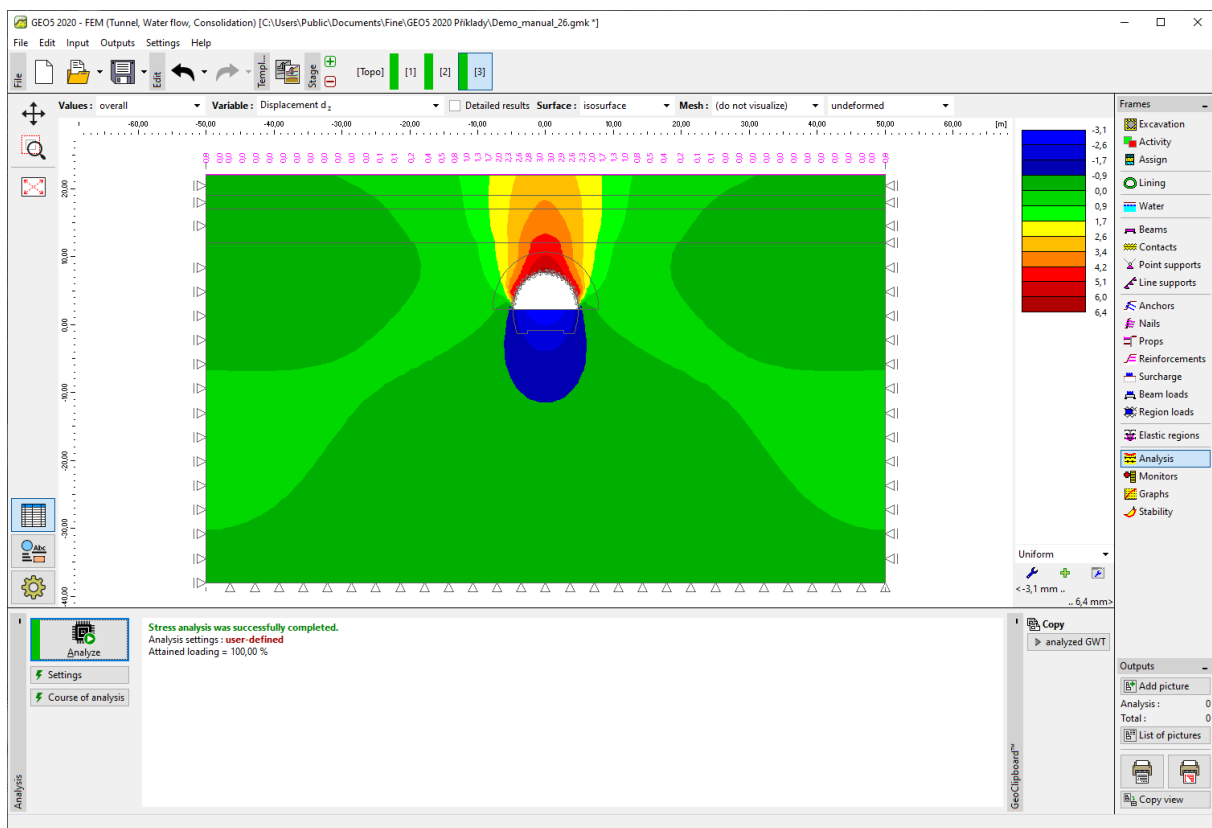 GEO5 2020 - FEM (Tunnel, Water flow, Consolidation) [C:\Users\Public\Documents\Fine\GEO5 2020 Příklady\Demo_manual_26.gmk *]
File Edit Input Outputs Settings Help
File Edit Templ... Stage [Topo] [1] [2] [3]
Values : overall Variable : Displacement d z Detailed results Surface : isosurface Mesh : (do not visualize) undeformed
-60,00 -50,00 -40,00 -30,00 -20,00 -10,00 0,00 10,00 20,00 30,00 40,00 50,00 60,00 [m]
20,00
10,00
0,00
-10,00
-20,00
-30,00
-40,00
-3,1
-2,6
-1,7
-0,9
0,0
0,9
1,7
2,6
3,4
4,2
5,1
6,0
6,4
Uniform
<-3,1 mm ..
.. 6,4 mm>
Frames
Excavation
Activity
Assign
Lining
Water
Beams
Contacts
Point supports
Line supports
Anchors
Nails
Props
Reinforcements
Surcharge
Beam loads
Region loads
Elastic regions
Analysis
Monitors
Graphs
Stability
Abc
Analyze
Settings
Course of analysis
Analysis
Stress analysis was successfully completed.
Analysis settings : user-defined
Attained loading = 100,00 %
GeoClipboard™
Copy
analyzed GWT
Outputs
Add picture
Analysis : 0
Total : 0
List of pictures
Copy view